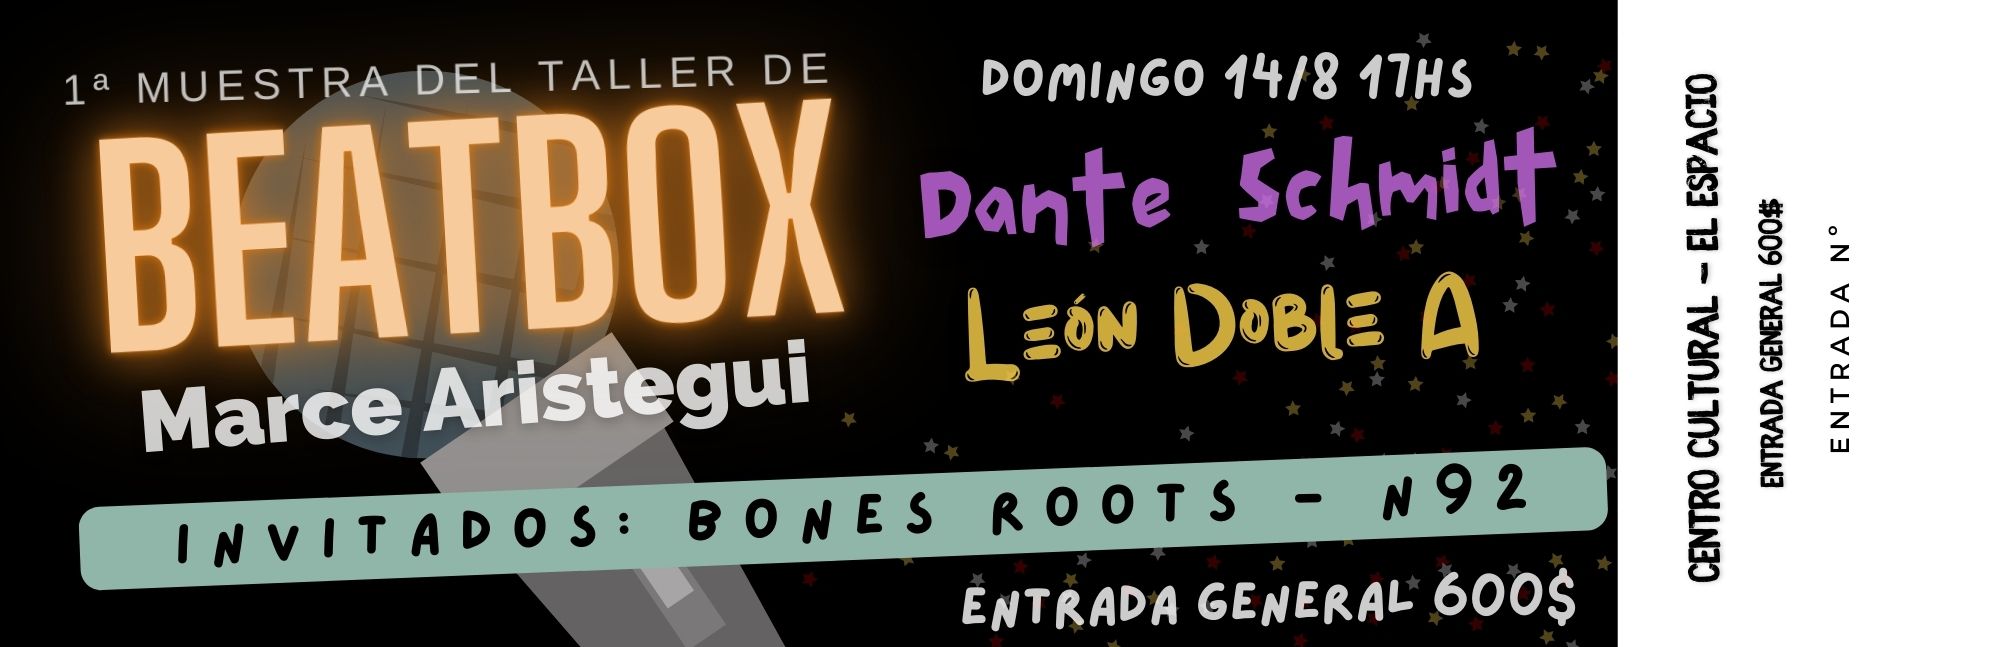 1ª MUESTRA DEL TALLER DE
BEATBOX
Marce Aristegui
DOMINGO 14/8 17HS
Dante Schmidt
LEÓN DOBLE A
INVITADOS: BONES ROOTS - N92
ENTRADA GENERAL 600$
CENTRO CULTURAL - EL ESPACIO
ENTRADA GENERAL 600$
ENTRADA N°